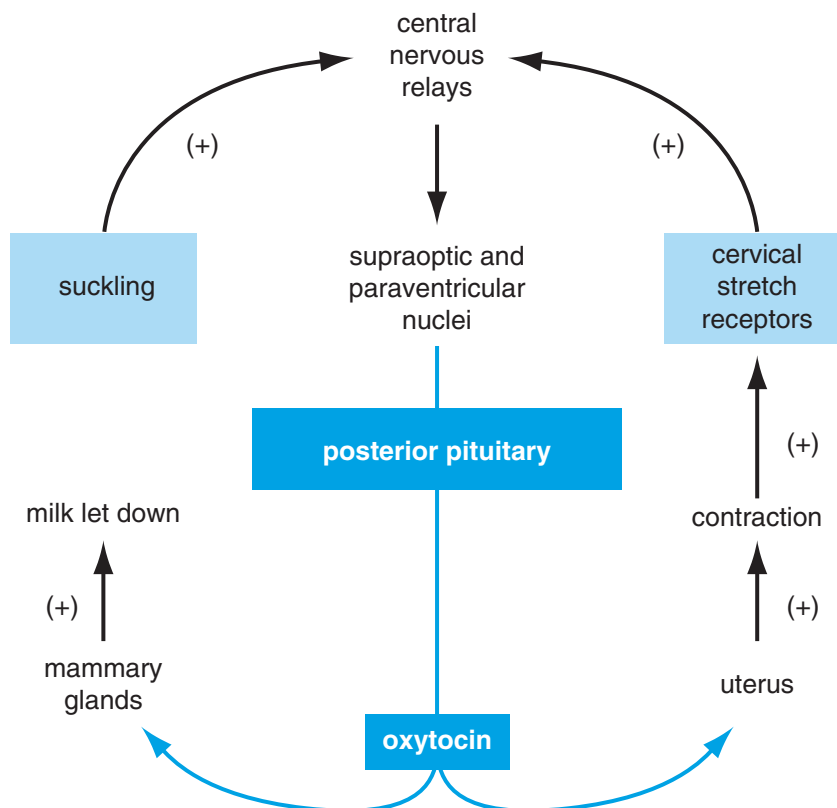 central
nervous
relays
(+)
(+)
suckling
supraoptic and
paraventricular
nuclei
cervical
stretch
receptors
posterior pituitary
(+)
milk let down
contraction
(+)
(+)
mammary
glands
uterus
oxytocin